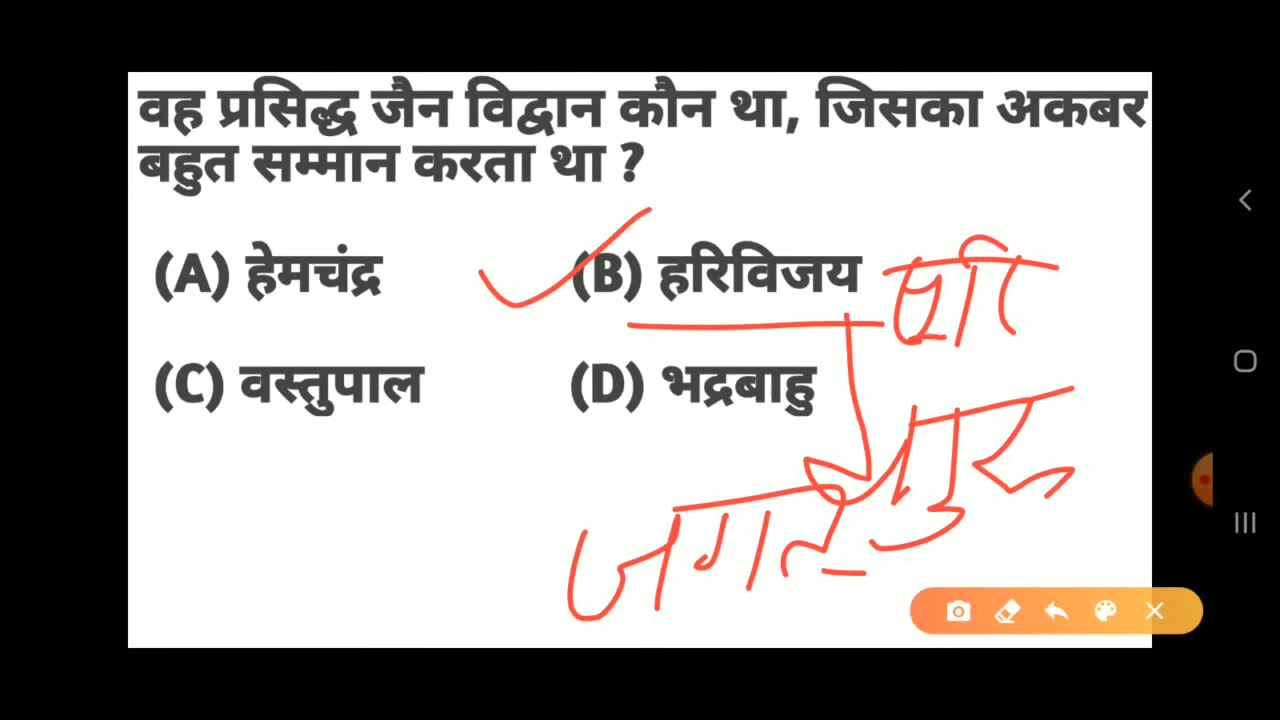 वह प्रसिद्ध जैन विद्वान कौन था, जिसका अकबर
बहुत सम्मान करता था ?
(A) हेमचंद्र (B) हरिविजय
(C) वस्तुपाल (D) भद्रबाहु
जगत गुरु